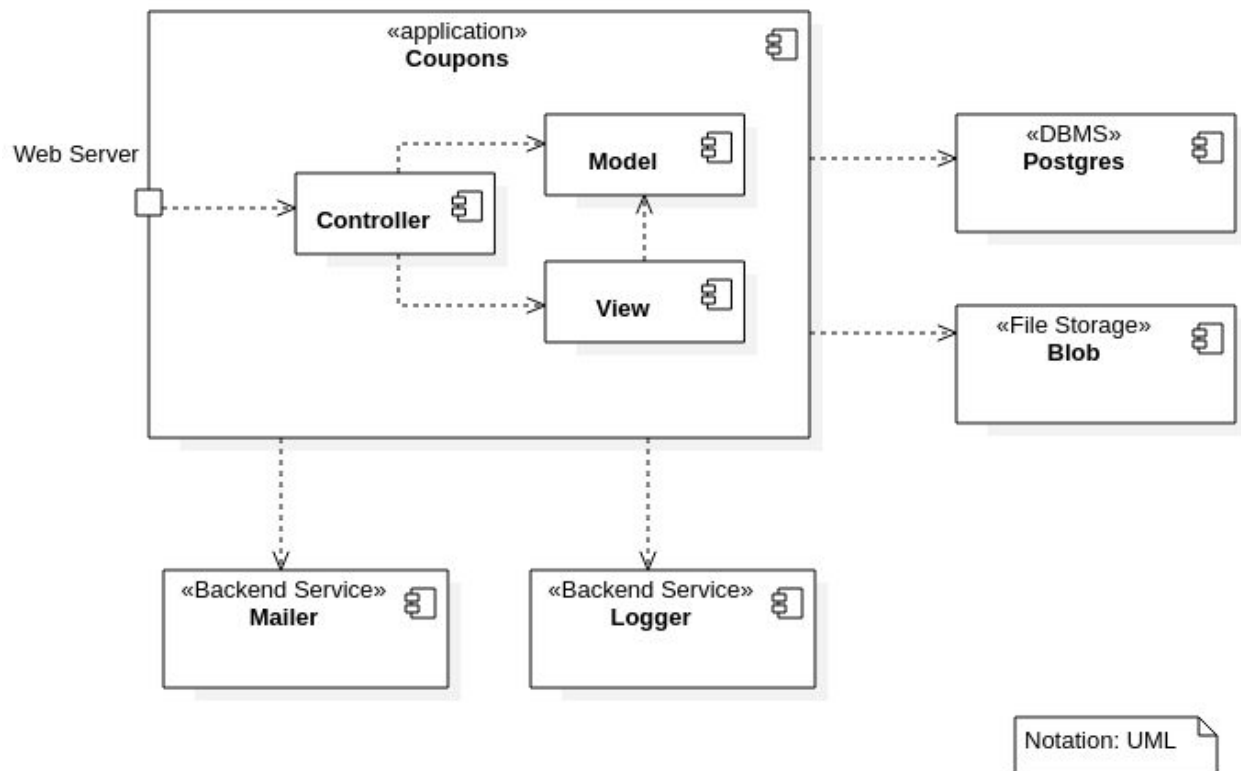 «application»
Coupons
Web Server
Controller
Model
View
«DBMS»
Postgres
«File Storage»
Blob
«Backend Service»
Mailer
«Backend Service»
Logger
Notation: UML